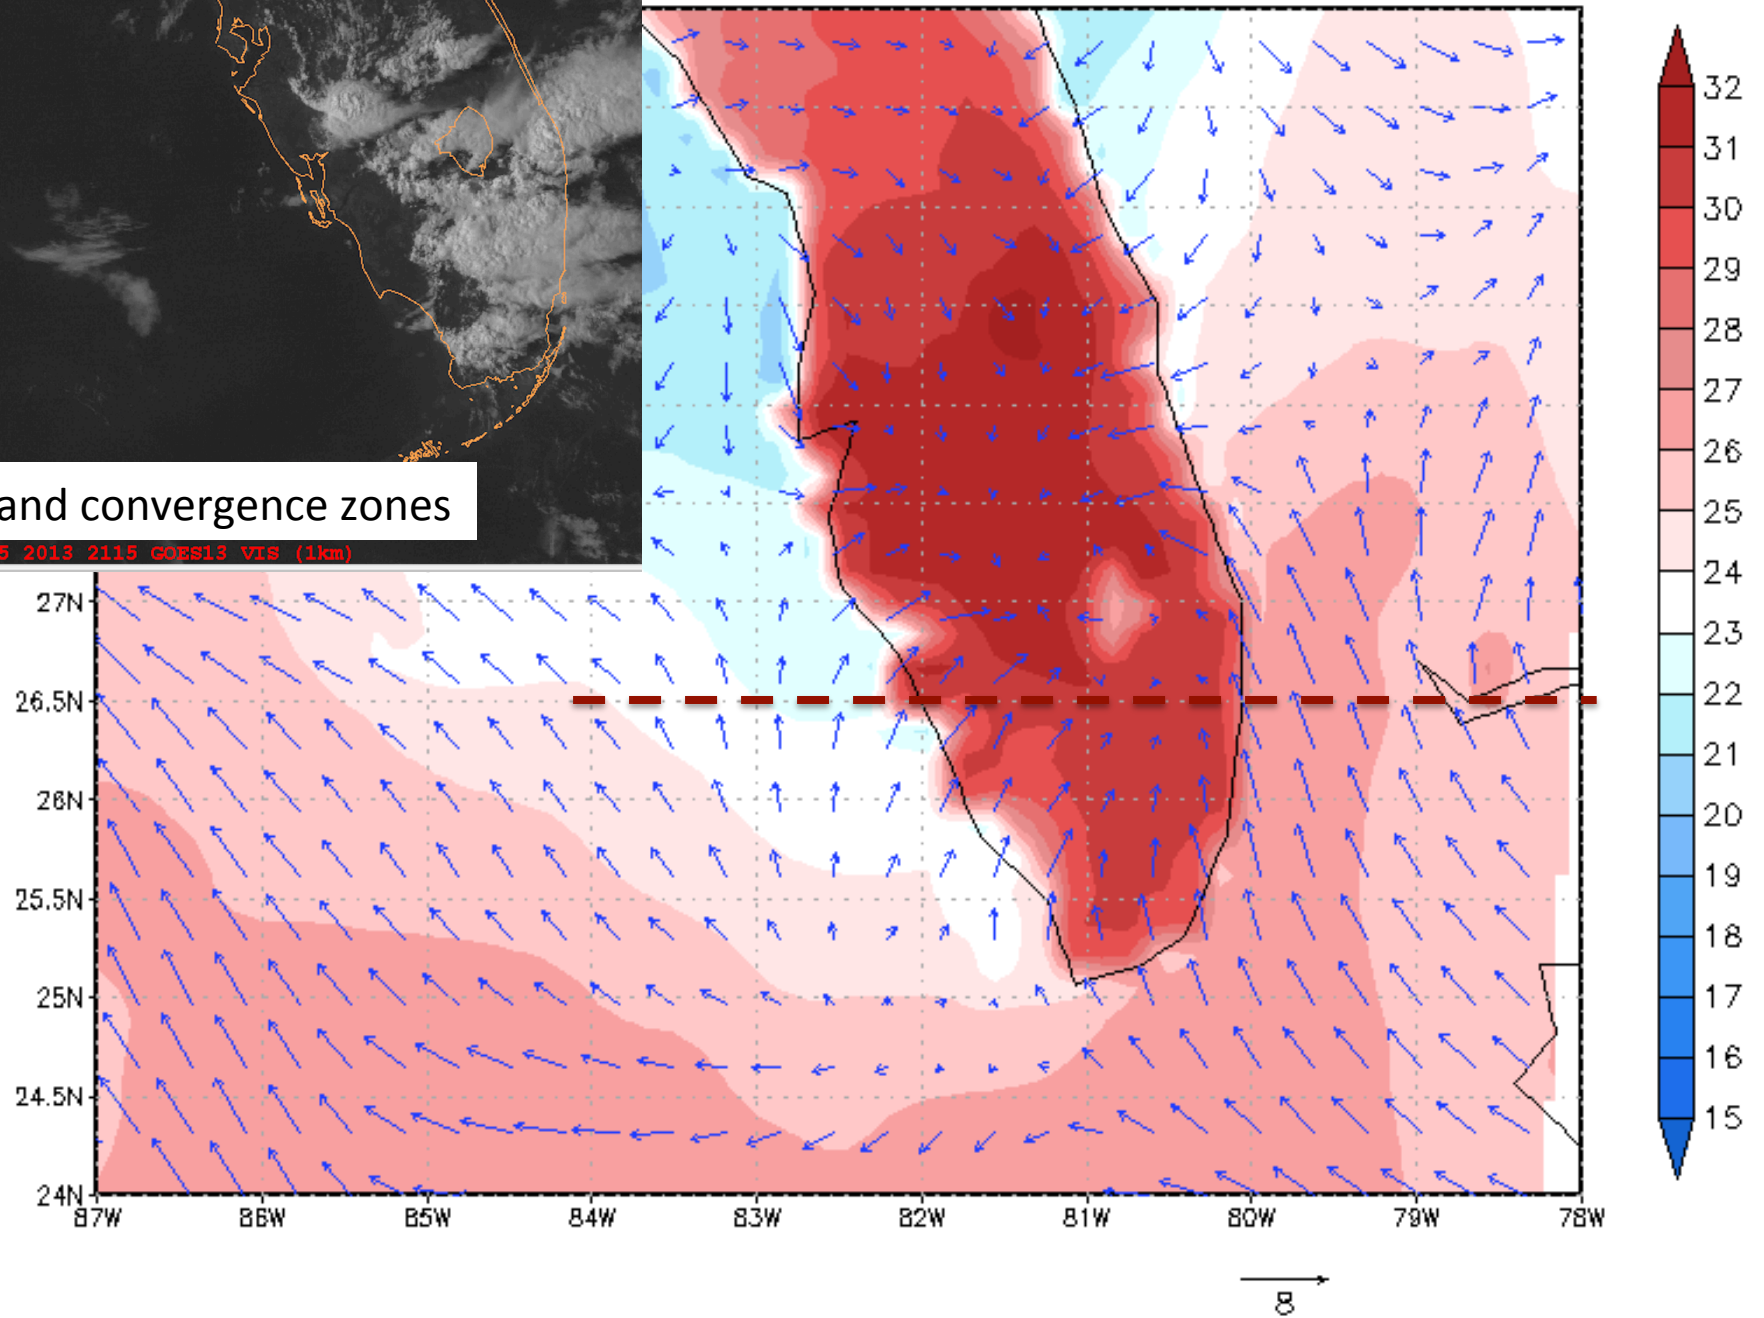 and convergence zones
5 2013 2115 GOES13 VIS (1km)
32
31
30
29
28
27
26
25
24
23
22
21
20
19
18
17
16
15
27N
26.5N
26N
25.5N
25N
24.5N
24N
87W 86W 85W 84W 83W 82W 81W 80W 79W 78W
8